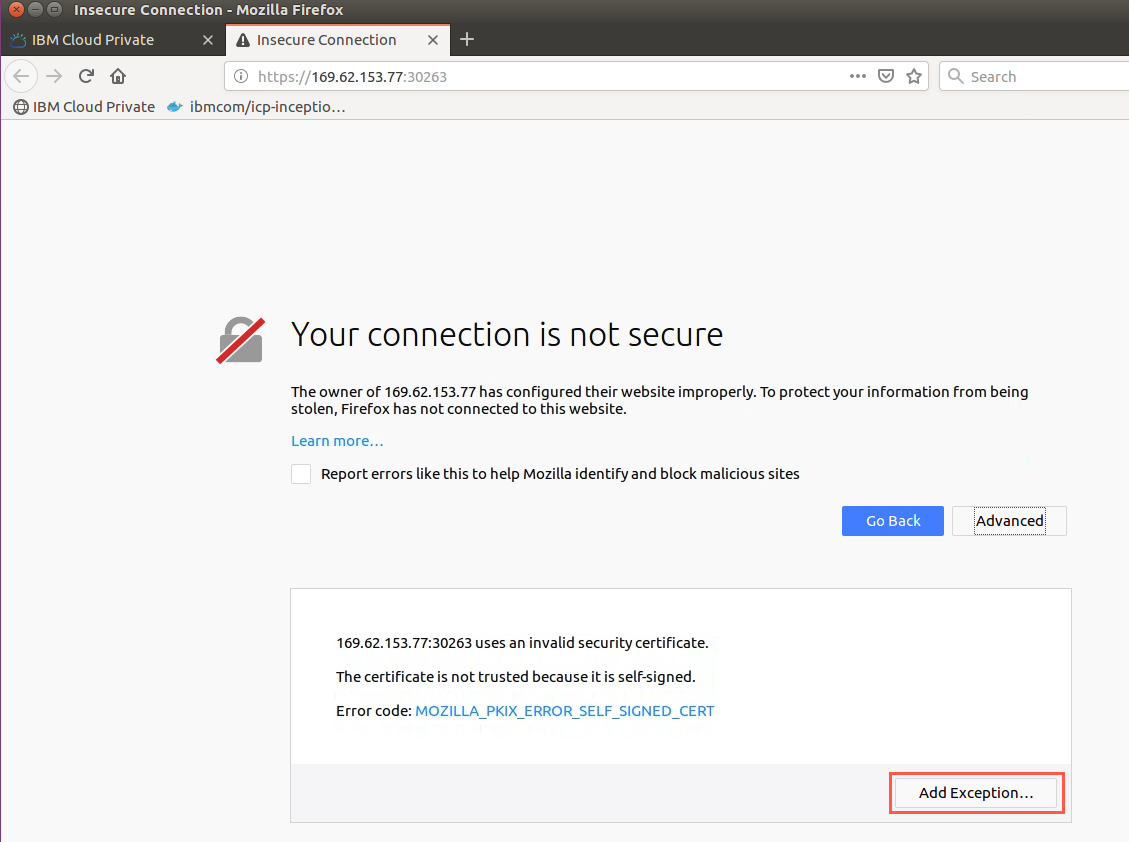 Insecure Connection - Mozilla Firefox
IBM Cloud Private
Insecure Connection
https://169.62.153.77:30263
Search
IBM Cloud Private
ibmcom/icp-inceptio…
Your connection is not secure
The owner of 169.62.153.77 has configured their website improperly. To protect your information from being
stolen, Firefox has not connected to this website.
Learn more…
Report errors like this to help Mozilla identify and block malicious sites
Go Back
Advanced
169.62.153.77:30263 uses an invalid security certificate.
The certificate is not trusted because it is self-signed.
Error code: MOZILLA_PKIX_ERROR_SELF_SIGNED_CERT
Add Exception…